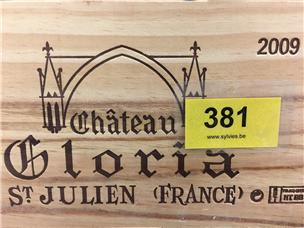 2009
Château
381
www.sylvies.be
Gloria
ST JULIEN (FRANCE)